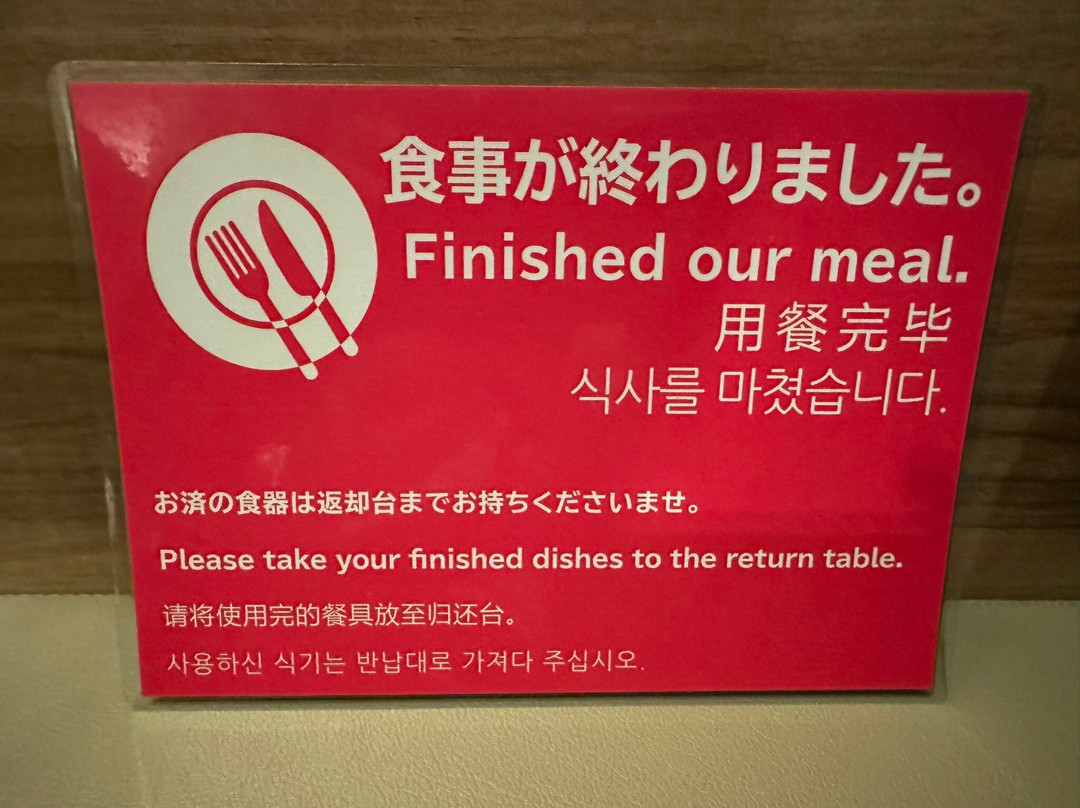 食事が終わりました。
Finished our meal.
用餐完毕
식사를 마쳤습니다.
お済の食器は返却台までお持ちくださいませ。
Please take your finished dishes to the return table.
请将使用完的餐具放至归还台。
사용하신 식기는 반납대로 가져다 주십시오.